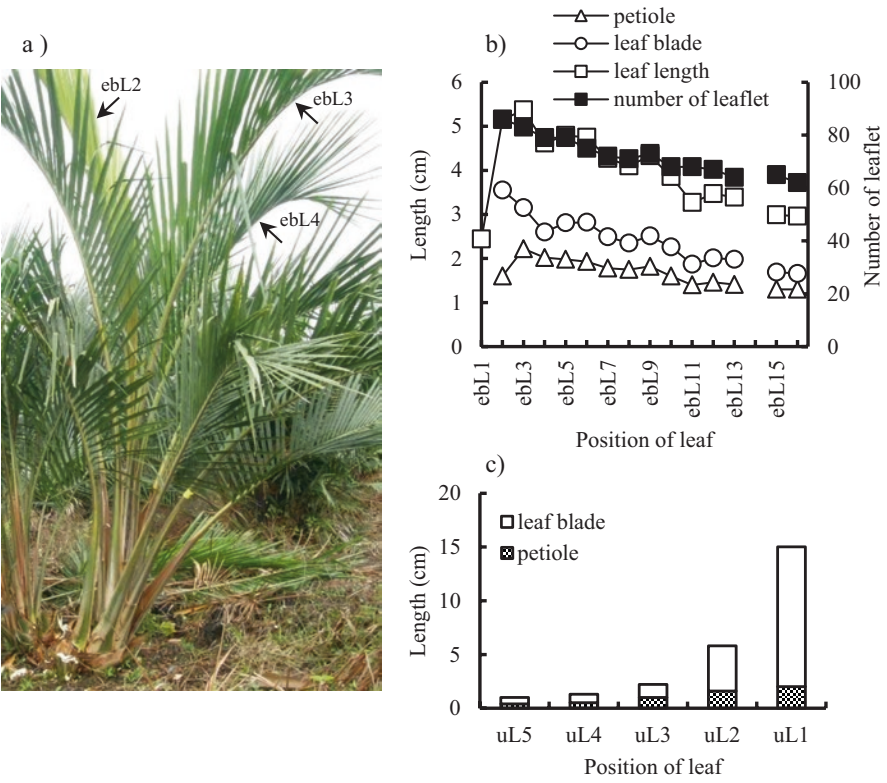 a )
ebL2
ebL3
ebL4
b)
petiole
leaf blade
leaf length
number of leaflet
6
5
4
3
2
1
0
Length (cm)
100
80
60
40
20
0
Number of leaflet
ebL1
ebL3
ebL5
ebL7
ebL9
ebL11
ebL13
ebL15
Position of leaf
c)
20
15
10
5
0
Length (cm)
leaf blade
petiole
uL5 uL4 uL3 uL2 uL1
Position of leaf